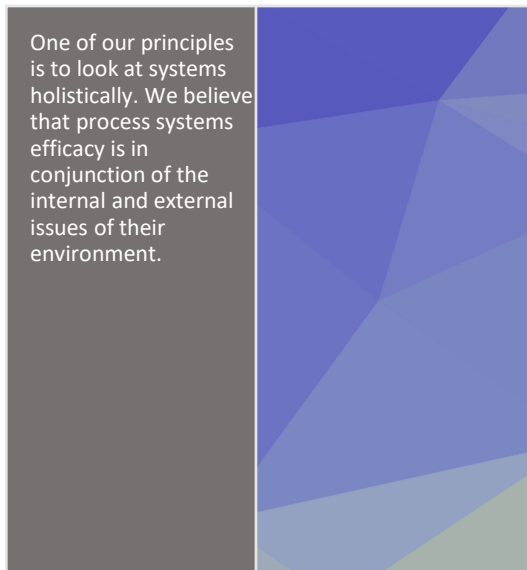 One of our principles
is to look at systems
holistically. We believe
that process systems
efficacy is in
conjunction of the
internal and external
issues of their
environment.